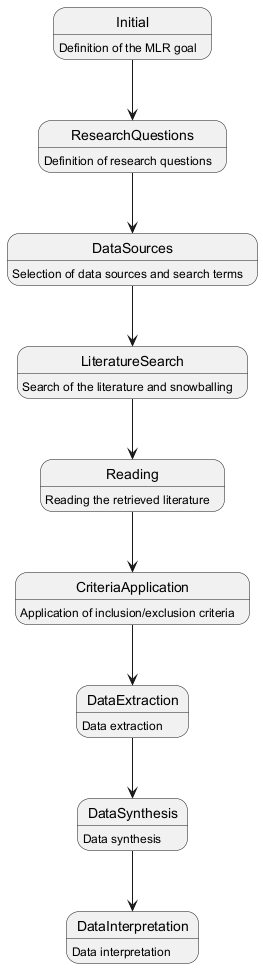 Initial
Definition of the MLR goal
ResearchQuestions
Definition of research questions
DataSources
Selection of data sources and search terms
LiteratureSearch
Search of the literature and snowballing
Reading
Reading the retrieved literature
CriteriaApplication
Application of inclusion/exclusion criteria
DataExtraction
Data extraction
DataSynthesis
Data synthesis
DataInterpretation
Data interpretation